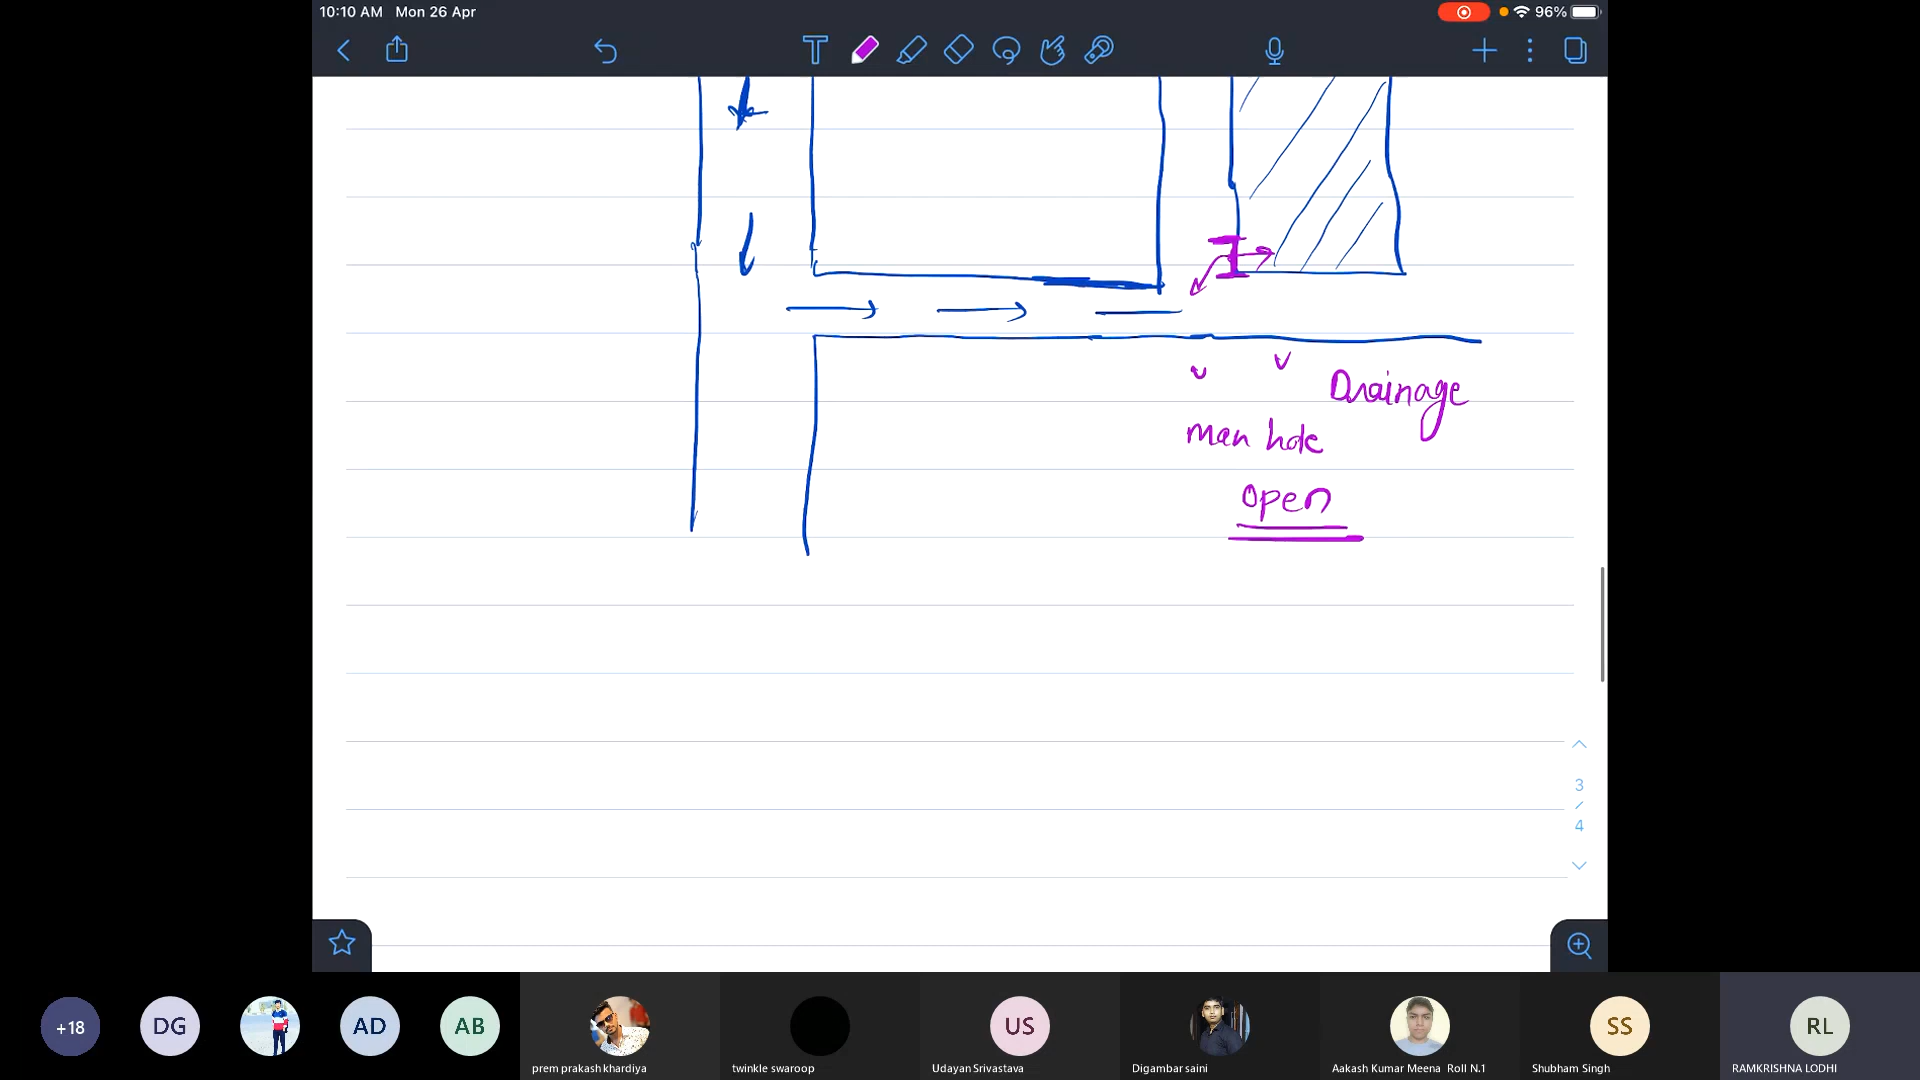 10:10 AM Mon 26 Apr
96%
T
Drainage
man hole
open
3
4
+18
DG
AD
AB
US
SS
RL
prem prakash khardiya
twinkle swaroop
Udayan Srivastava
Digambar saini
Aakash Kumar Meena Roll N.1
Shubham Singh
RAMKRISHNA LODHI